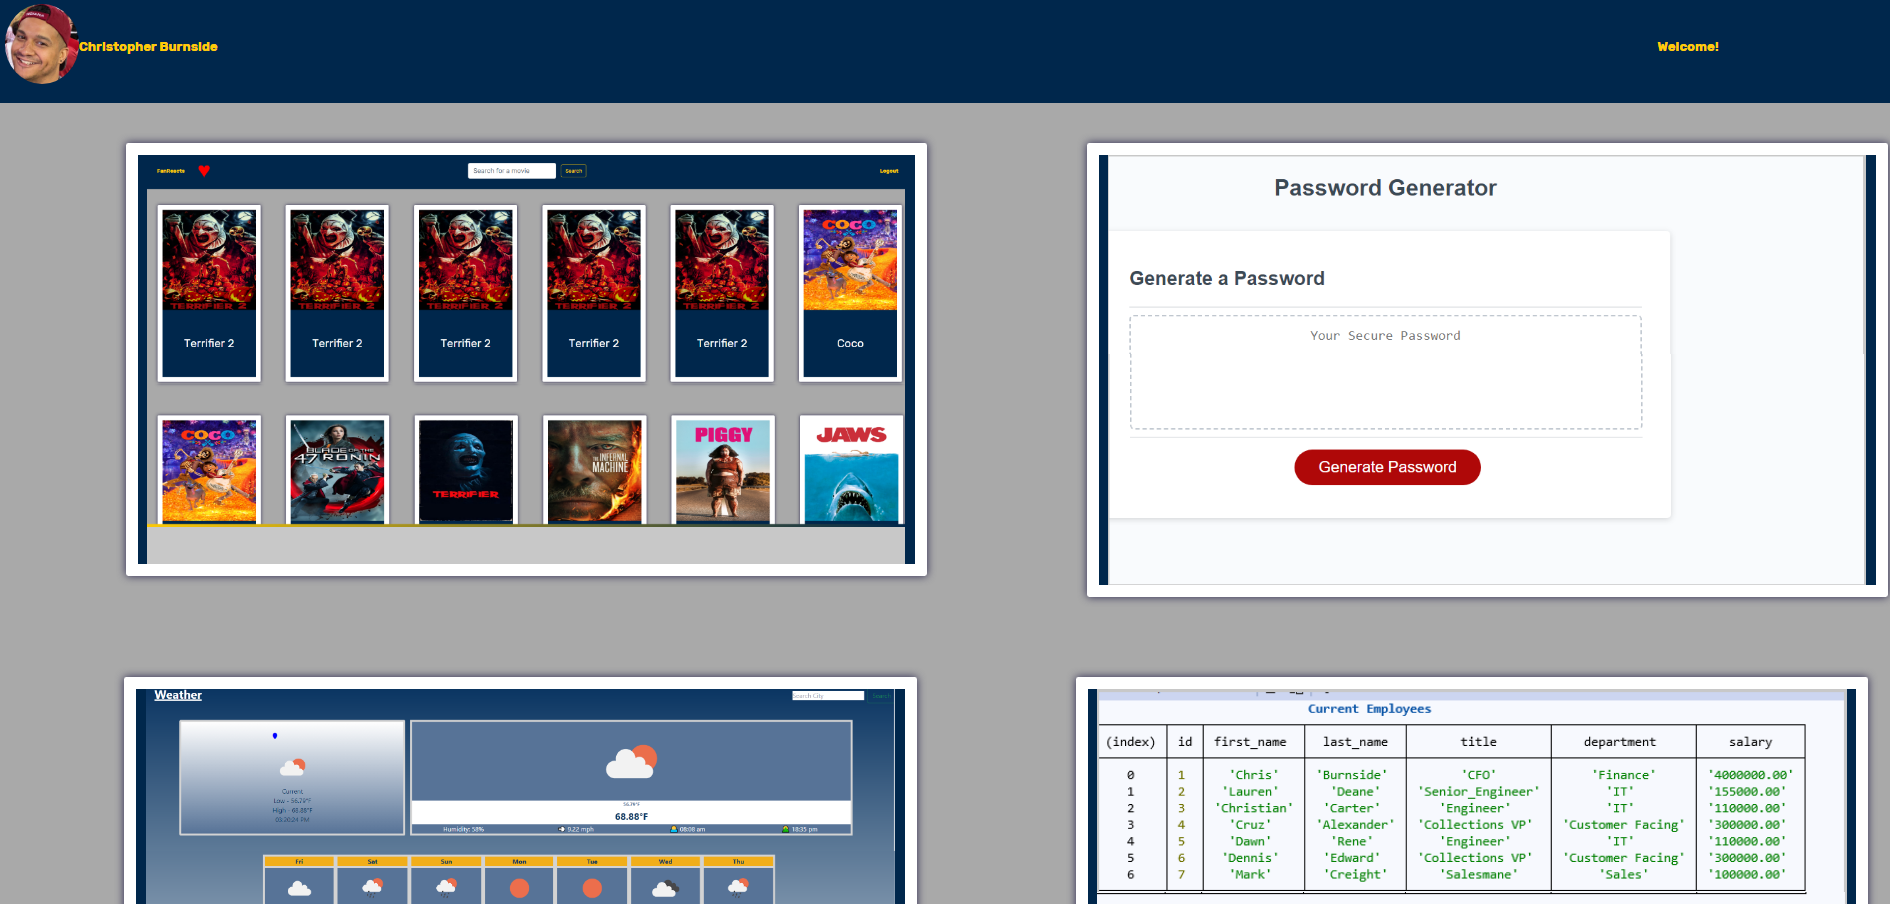 Christopher Burnside
Welcome!
FanReacts
Search for a movie
Search
Logout
TERRIFIER 2
TERRIFIER 2
TERRIFIER 2
TERRIFIER 2
TERRIFIER 2
COCO
Terrifier 2
Terrifier 2
Terrifier 2
Terrifier 2
Terrifier 2
Coco
COCO
BLADE OF THE
47 RONIN
TERRIFIER
THE INFERNAL
MACHINE
PIGGY
JAWS
Password Generator
Generate a Password
Your Secure Password
Generate Password
Weather
Search City
Search
Current
Low - 56.79°F
High - 68.88°F
56.79°F
68.88°F
Humidity: 58%
9.22 mph
08:08 am
18:35 pm
Fri Sat Sun Mon Tue Wed Thu
Current Employees
(index) id first_name last_name title department salary
0 1 'Chris' 'Burnside' 'CFO' 'Finance' '4000000.00'
1 2 'Lauren' 'Deane' 'Senior_Engineer' 'IT' '155000.00'
2 3 'Christian' 'Carter' 'Engineer' 'IT' '110000.00'
3 4 'Cruz' 'Alexander' 'Collections VP' 'Customer Facing' '300000.00'
4 5 'Dawn' 'Rene' 'Engineer' 'IT' '110000.00'
5 6 'Dennis' 'Edward' 'Collections VP' 'Customer Facing' '300000.00'
6 7 'Mark' 'Creight' 'Salesmane' 'Sales' '100000.00'